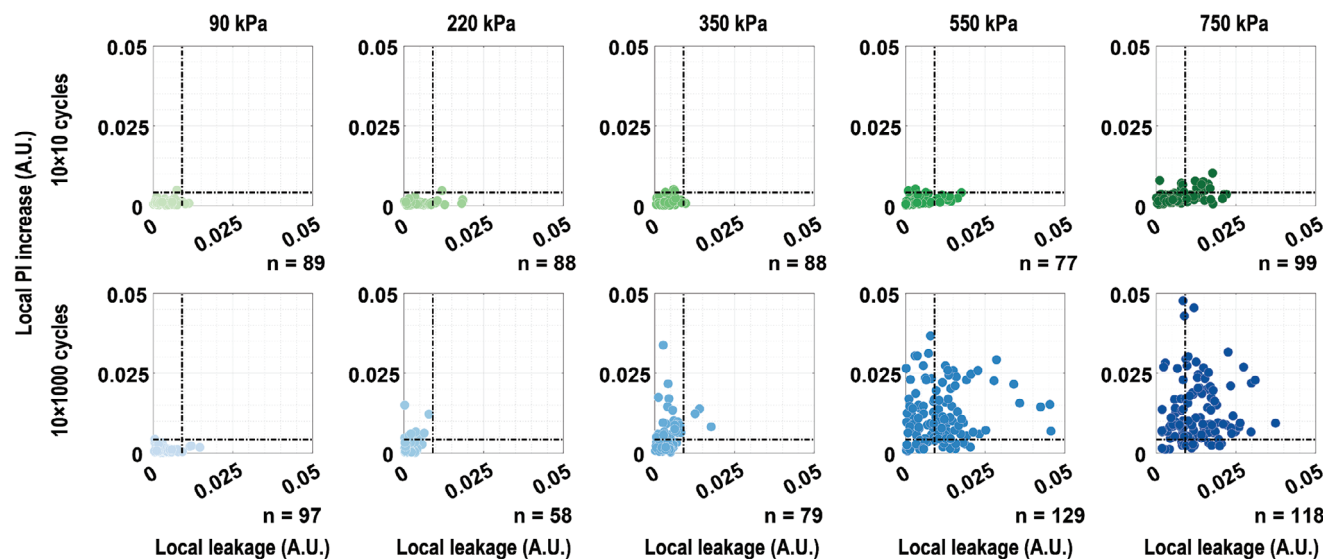 90 kPa 220 kPa 350 kPa 550 kPa 750 kPa
Local PI increase (A.U.)
10×10 cycles
0.05 0.05 0.05 0.05 0.05
0.025 0.025 0.025 0.025 0.025
0 0 0 0 0
0 0.025 0.05 0 0.025 0.05 0 0.025 0.05 0 0.025 0.05 0 0.025 0.05
n = 89 n = 88 n = 88 n = 77 n = 99
10×1000 cycles
0.05 0.05 0.05 0.05 0.05
0.025 0.025 0.025 0.025 0.025
0 0 0 0 0
0 0.025 0.05 0 0.025 0.05 0 0.025 0.05 0 0.025 0.05 0 0.025 0.05
n = 97 n = 58 n = 79 n = 129 n = 118
Local leakage (A.U.) Local leakage (A.U.) Local leakage (A.U.) Local leakage (A.U.) Local leakage (A.U.)